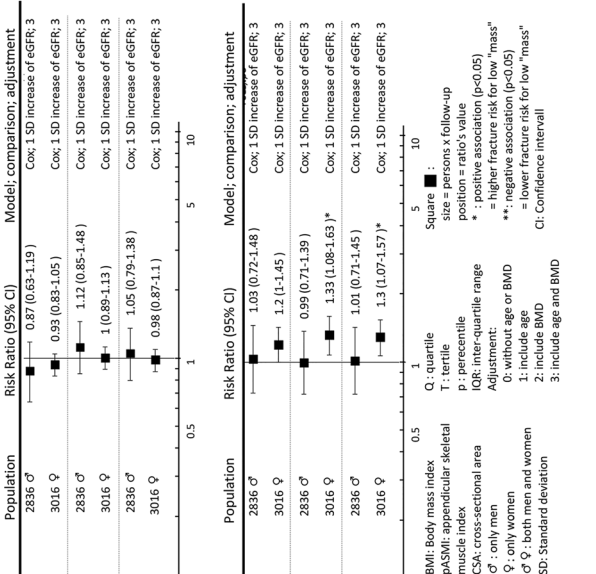 Population Risk Ratio (95% CI) Model; comparison; adjustment
2836 ♂ 0.87 (0.63-1.19 ) Cox; 1 SD increase of eGFR; 3
3016 ♀ 0.93 (0.83-1.05 ) Cox; 1 SD increase of eGFR; 3
2836 ♂ 1.12 (0.85-1.48 ) Cox; 1 SD increase of eGFR; 3
3016 ♀ 1 (0.89-1.13 ) Cox; 1 SD increase of eGFR; 3
2836 ♂ 1.05 (0.79-1.38 ) Cox; 1 SD increase of eGFR; 3
3016 ♀ 0.98 (0.87-1.1 ) Cox; 1 SD increase of eGFR; 3
0.5 1 2 5 10
Population Risk Ratio (95% CI) Model; comparison; adjustment
2836 ♂ 1.03 (0.72-1.48 ) Cox; 1 SD increase of eGFR; 3
3016 ♀ 1.2 (1-1.45 ) Cox; 1 SD increase of eGFR; 3
2836 ♂ 0.99 (0.71-1.39 ) Cox; 1 SD increase of eGFR; 3
3016 ♀ 1.33 (1.08-1.63 )* Cox; 1 SD increase of eGFR; 3
2836 ♂ 1.01 (0.71-1.45 ) Cox; 1 SD increase of eGFR; 3
3016 ♀ 1.3 (1.07-1.57 )* Cox; 1 SD increase of eGFR; 3
0.5 1 2 5 10
BMI: Body mass index
pASMI: appendicular skeletal
muscle index
CSA: cross-sectional area
♂ : only men
♀ : only women
♂ ♀ : both men and women
SD: Standard deviation
Q : quartile
T : tertile
p : perecentile
IQR: inter-quartile range
Adjustment:
0: without age or BMD
1: include age
2: include BMD
3: include age and BMD
Square ■ :
size = persons x follow-up
position = ratio's value
* : positive association (p<0.05)
= higher fracture risk for low "mass"
**: negative association (p<0.05)
= lower fracture risk for low "mass"
CI: Confidence intervall